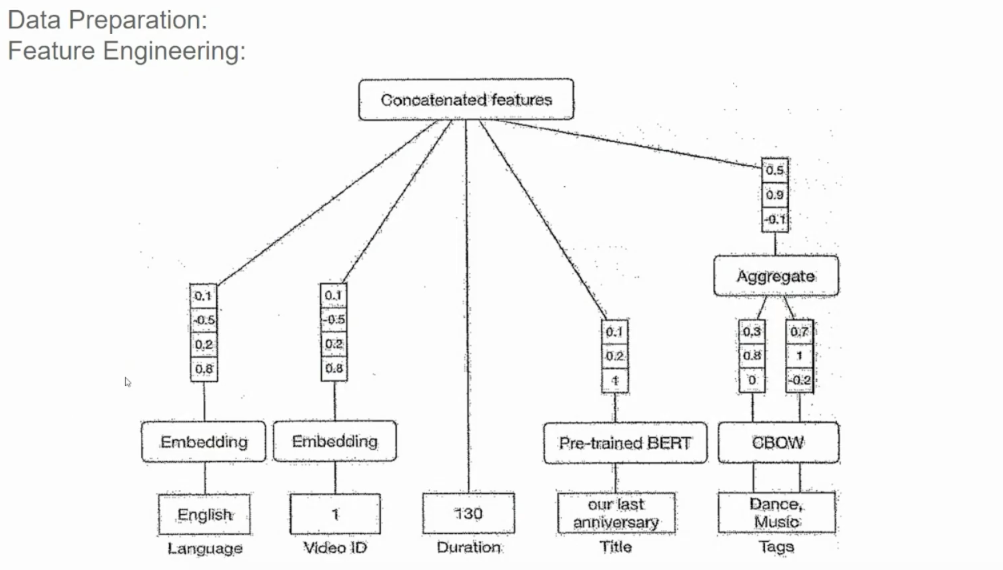 Data Preparation:
Feature Engineering:
Concatenated features
0.5
0.9
-0.1
Aggregate
0.1
-0.5
0.2
0.8
0.1
-0.5
0.2
0.8
0.1
0.2
1
0.3
0.8
0
0.7
1
-0.2
Embedding
Embedding
Pre-trained BERT
CBOW
English
1
130
our last
anniversary
Dance,
Music
Language
Video ID
Duration
Title
Tags